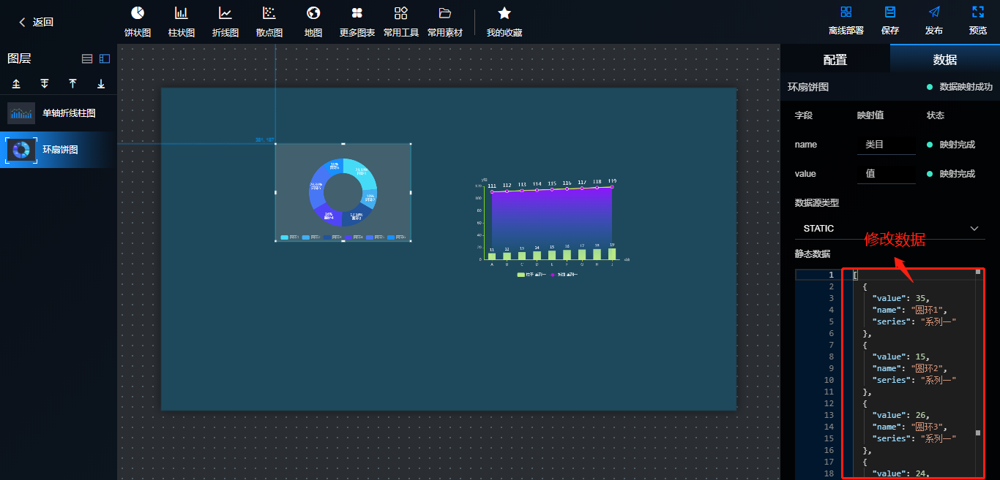 返回
饼状图
柱状图
折线图
散点图
地图
更多图表
常用工具
常用素材
我的收藏
离线部署
保存
发布
预览
图层
单轴折线柱图
环扇饼图
配置
数据
环扇饼图
数据映射成功
字段 映射值 状态
name 类目 映射完成
value 值 映射完成
数据源类型
STATIC
修改数据
静态数据
1 [
2 {
3 "value": 35,
4 "name": "圆环1",
5 "series": "系列一"
6 },
7 {
8 "value": 15,
9 "name": "圆环2",
10 "series": "系列一"
11 },
12 {
13 "value": 26,
14 "name": "圆环3",
15 "series": "系列一"
16 },
17 {
18 "value": 24,
111 112 113 114 115 116 117 118 119
120
100
80
60
40
20
0
11 12 13 14 15 16 17 18 19
A B C D E F G H I